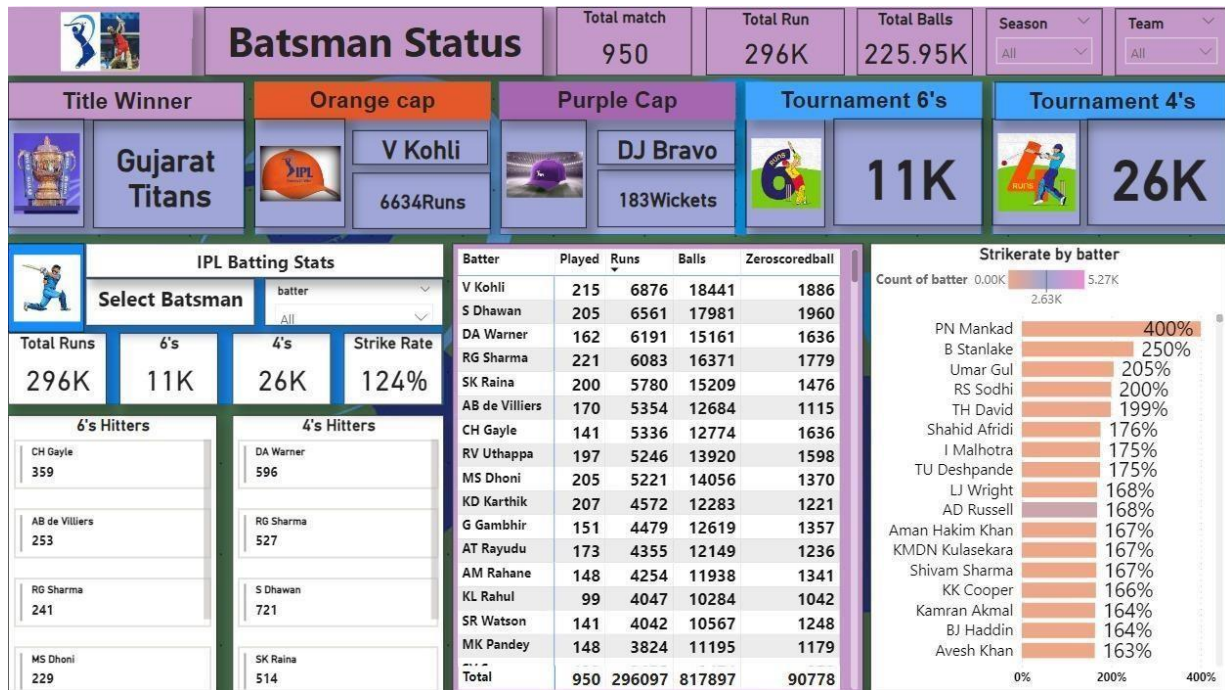 Batsman Status
Total match
950
Total Run
296K
Total Balls
225.95K
Season
All
Team
All
Title Winner
Gujarat
Titans
Orange cap
IPL
V Kohli
6634Runs
Purple Cap
DJ Bravo
183Wickets
Tournament 6's
6
RUNS
11K
Tournament 4's
4
RUNS
26K
IPL Batting Stats
Select Batsman
batter
All
Total Runs
296K
6's
11K
4's
26K
Strike Rate
124%
6's Hitters
CH Gayle
359
AB de Villiers
253
RG Sharma
241
MS Dhoni
229
4's Hitters
DA Warner
596
RG Sharma
527
S Dhawan
721
SK Raina
514
Batter Played Runs Balls Zeroscoredball
V Kohli 215 6876 18441 1886
S Dhawan 205 6561 17981 1960
DA Warner 162 6191 15161 1636
RG Sharma 221 6083 16371 1779
SK Raina 200 5780 15209 1476
AB de Villiers 170 5354 12684 1115
CH Gayle 141 5336 12774 1636
RV Uthappa 197 5246 13920 1598
MS Dhoni 205 5221 14056 1370
KD Karthik 207 4572 12283 1221
G Gambhir 151 4479 12619 1357
AT Rayudu 173 4355 12149 1236
AM Rahane 148 4254 11938 1341
KL Rahul 99 4047 10284 1042
SR Watson 141 4042 10567 1248
MK Pandey 148 3824 11195 1179
Total 950 296097 817897 90778
Strikerate by batter
Count of batter 0.00K 5.27K
2.63K
PN Mankad 400%
B Stanlake 250%
Umar Gul 205%
RS Sodhi 200%
TH David 199%
Shahid Afridi 176%
I Malhotra 175%
TU Deshpande 175%
LJ Wright 168%
AD Russell 168%
Aman Hakim Khan 167%
KMDN Kulasekara 167%
Shivam Sharma 167%
KK Cooper 166%
Kamran Akmal 164%
BJ Haddin 164%
Avesh Khan 163%
0% 200% 400%